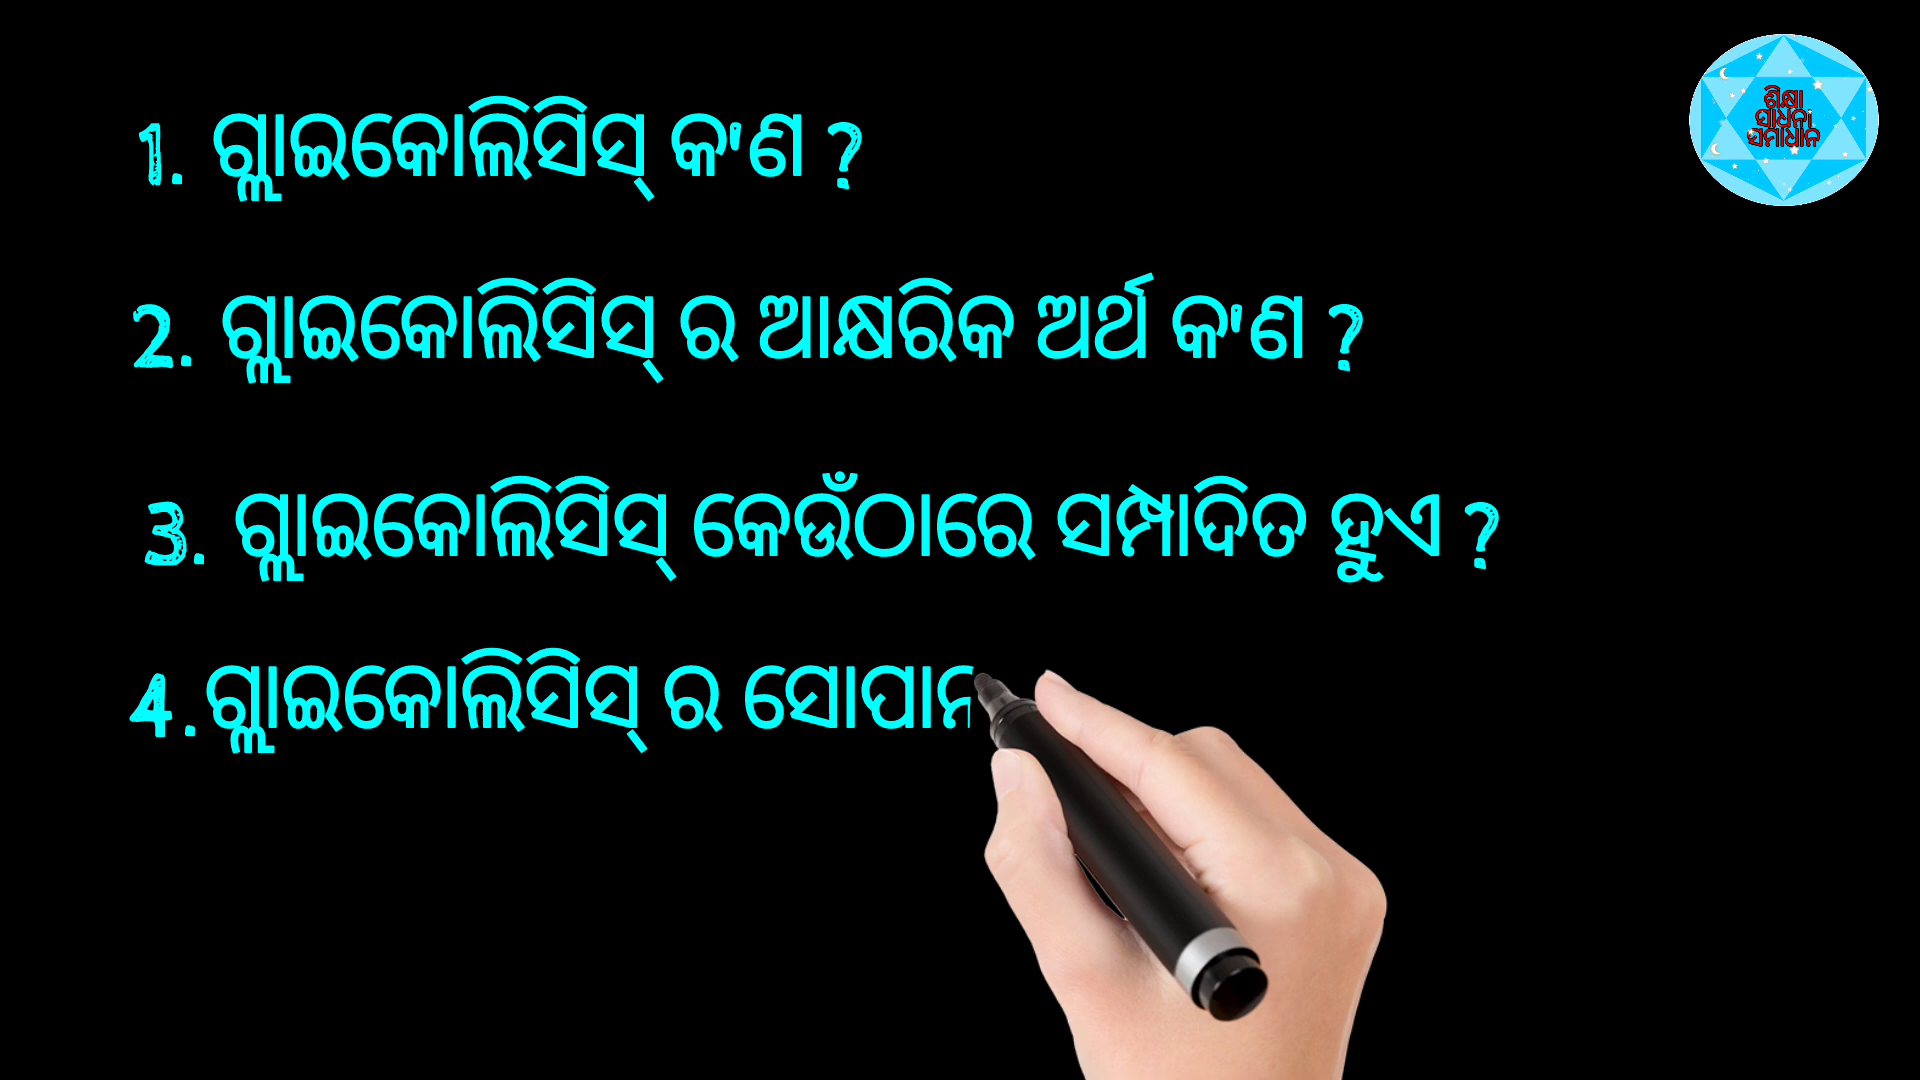 1. ଗ୍ଲାଇକୋଲିସିସ୍ କ'ଣ ?
ଶିକ୍ଷା
ସାଧନା
ସମାଧାନ
2. ଗ୍ଲାଇକୋଲିସିସ୍ ର ଆକ୍ଷରିକ ଅର୍ଥ କ'ଣ ?
3. ଗ୍ଲାଇକୋଲିସିସ୍ କେଉଁଠାରେ ସମ୍ପାଦିତ ହୁଏ ?
4. ଗ୍ଲାଇକୋଲିସିସ୍ ର ସୋପାନ